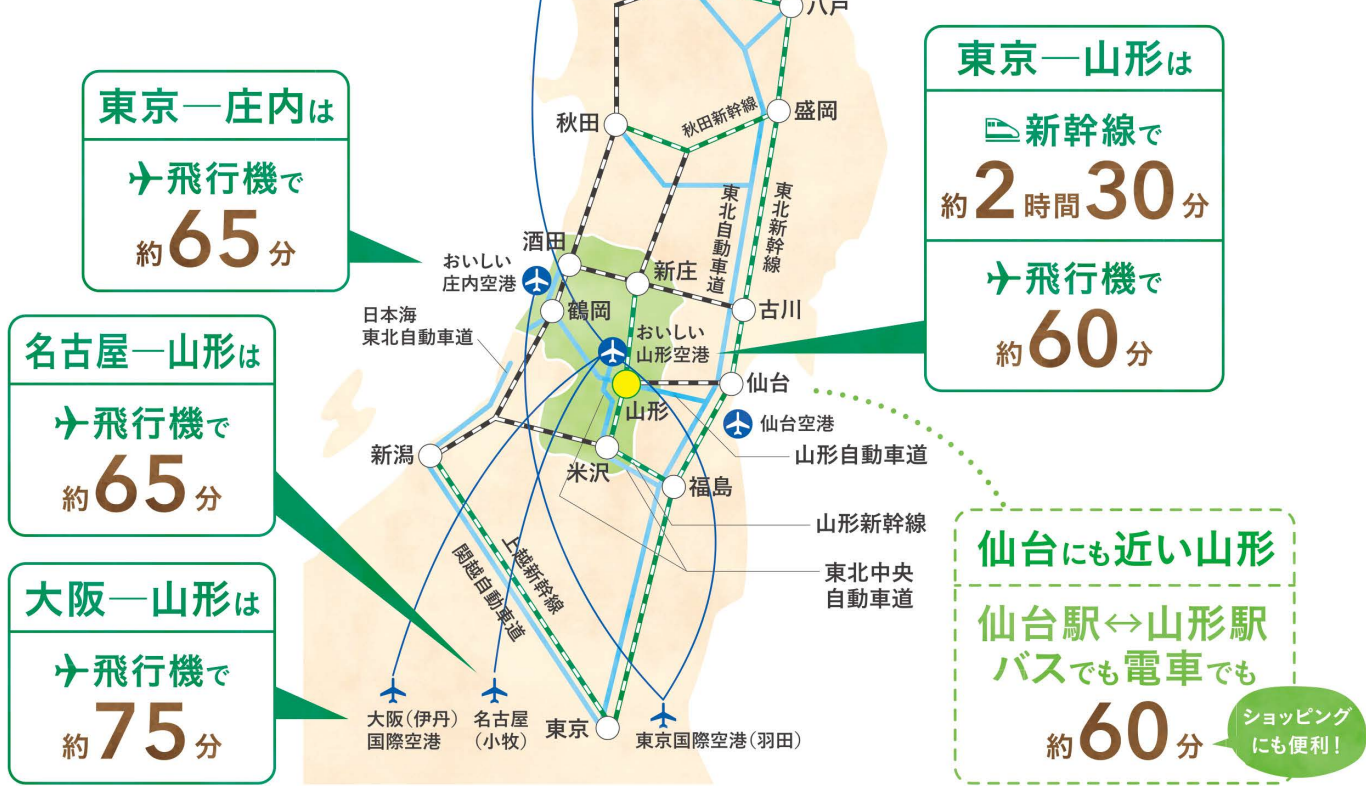 八戸
東京―庄内は
飛行機で
約65分
名古屋―山形は
飛行機で
約65分
大阪―山形は
飛行機で
約75分
秋田
秋田新幹線
盛岡
東北自動車道
東北新幹線
酒田
おいしい
庄内空港
新庄
鶴岡
古川
日本海
東北自動車道
おいしい
山形空港
仙台
山形
仙台空港
新潟
米沢
福島
山形自動車道
山形新幹線
東北中央
自動車道
上越新幹線
関越自動車道
大阪(伊丹)
国際空港
名古屋
(小牧)
東京
東京国際空港(羽田)
東京―山形は
新幹線で
約2時間30分
飛行機で
約60分
仙台にも近い山形
仙台駅↔山形駅
バスでも電車でも
約60分
ショッピング
にも便利!